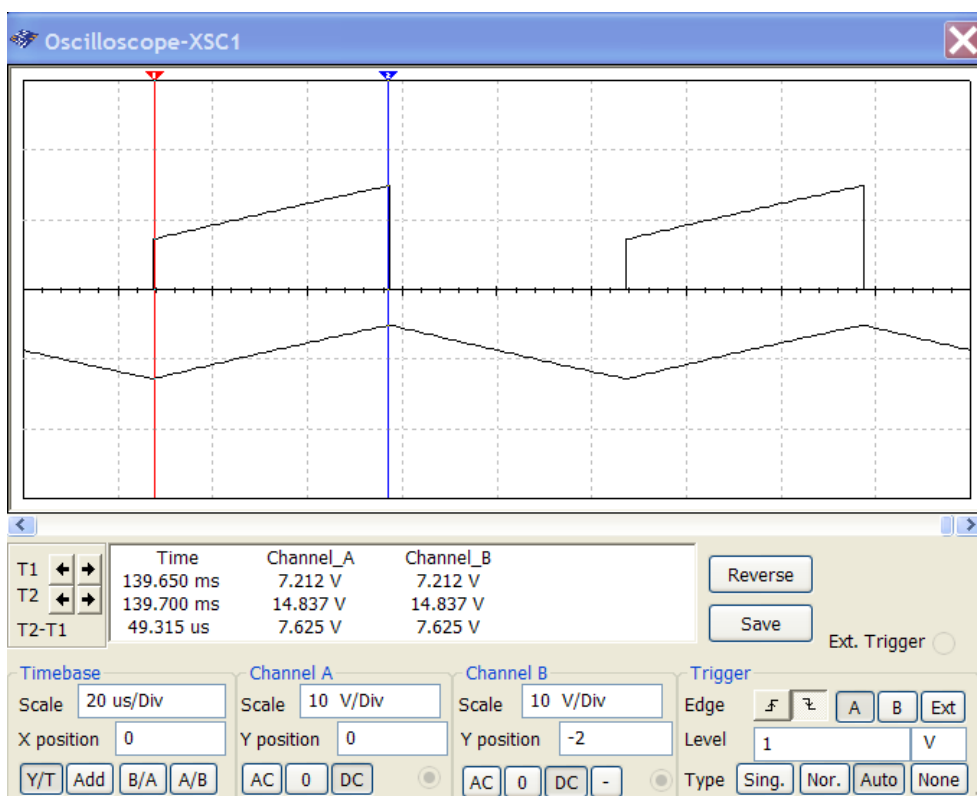 Oscilloscope-XSC1
1 2
Time Channel_A Channel_B
T1 139.650 ms 7.212 V 7.212 V
T2 139.700 ms 14.837 V 14.837 V
T2-T1 49.315 us 7.625 V 7.625 V
Reverse
Save
Ext. Trigger
Timebase Channel A Channel B Trigger
Scale 20 us/Div Scale 10 V/Div Scale 10 V/Div Edge A B Ext
X position 0 Y position 0 Y position -2 Level 1 V
Y/T Add B/A A/B AC 0 DC AC 0 DC - Type Sing. Nor. Auto None